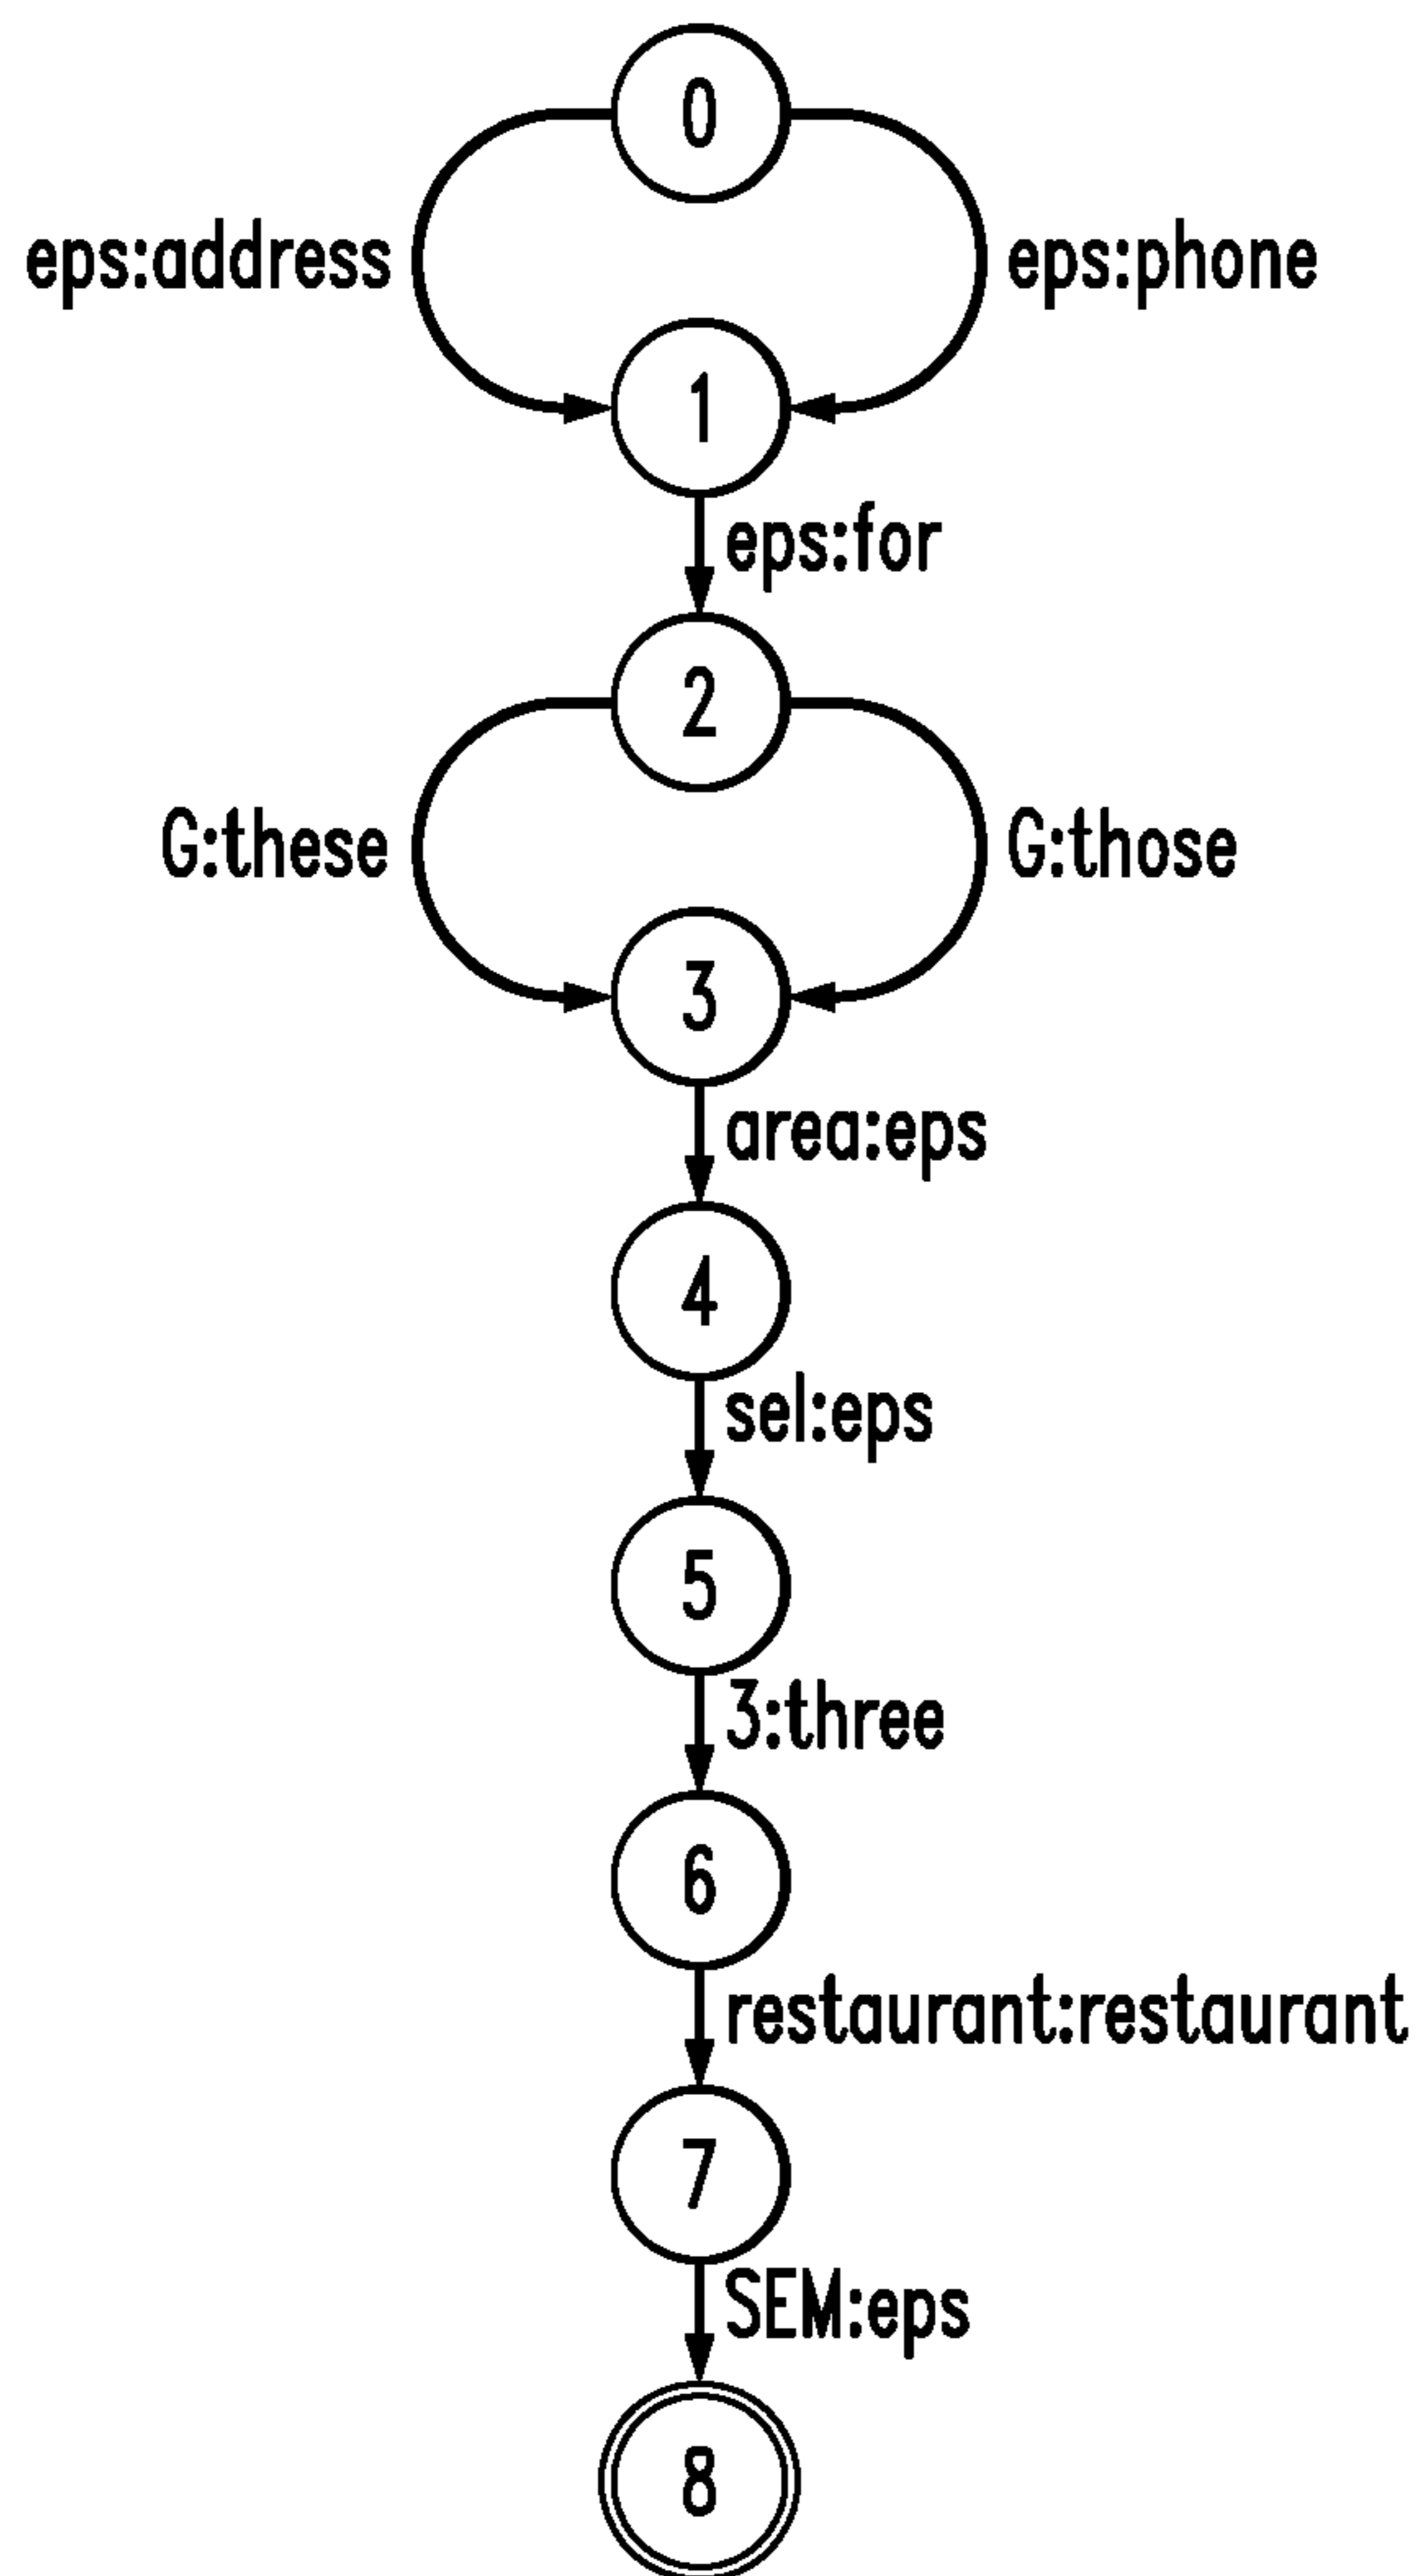 0
eps:address
eps:phone
1
eps:for
2
G:these
G:those
3
area:eps
4
sel:eps
5
3:three
6
restaurant:restaurant
7
SEM:eps
8